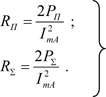 R_П = 2P_П / I²_mA ;
R_Σ = 2P_Σ / I²_mA .